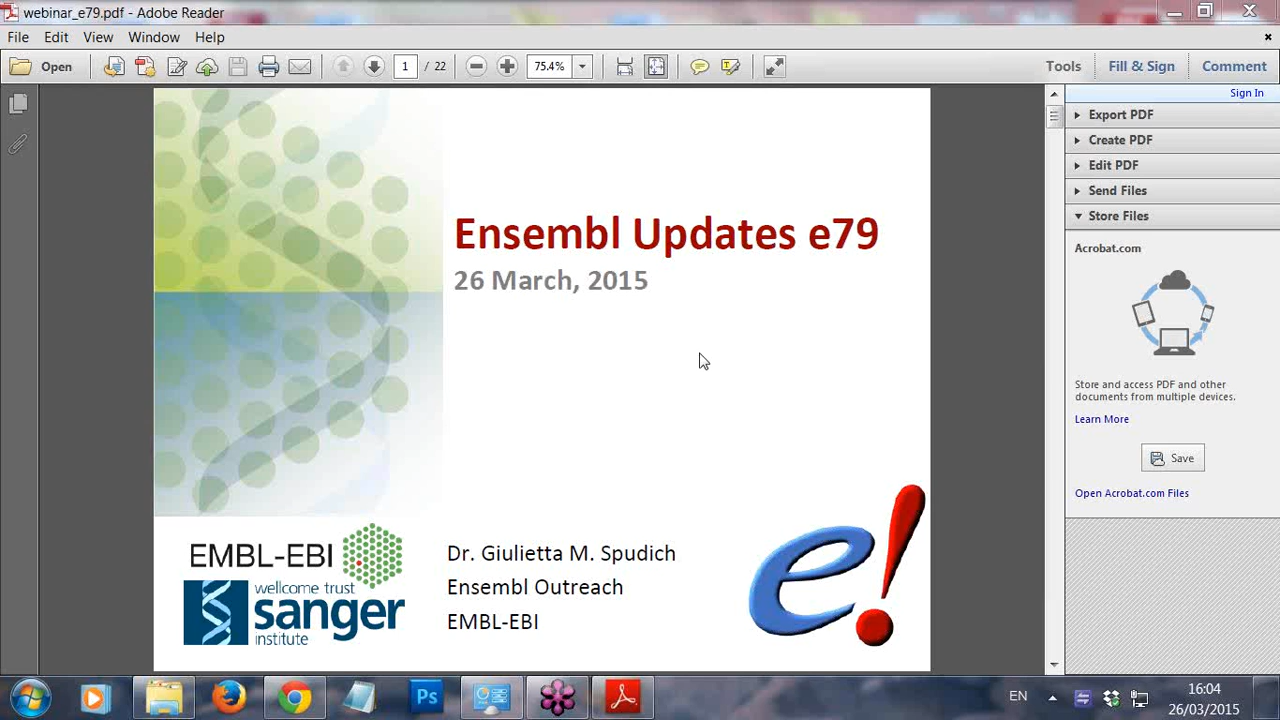 webinar_e79.pdf - Adobe Reader
File Edit View Window Help
Open 1 / 22 75.4% Tools Fill & Sign Comment
Sign In
Export PDF
Create PDF
Edit PDF
Send Files
Store Files
Acrobat.com
Store and access PDF and other
documents from multiple devices.
Learn More
Save
Open Acrobat.com Files
Ensembl Updates e79
26 March, 2015
EMBL-EBI
wellcome trust
sanger
institute
Dr. Giulietta M. Spudich
Ensembl Outreach
EMBL-EBI
e!
Ps
EN
16:04
26/03/2015